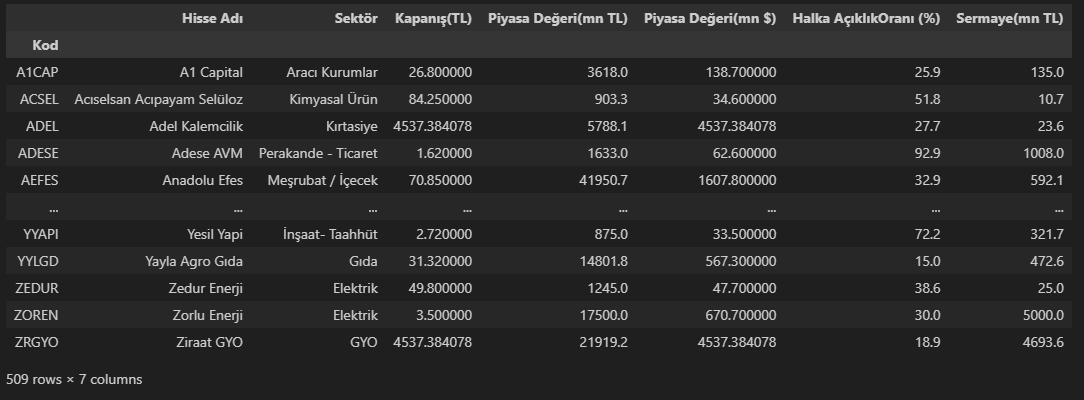 Hisse Adı Sektör Kapanış(TL) Piyasa Değeri(mn TL) Piyasa Değeri(mn $) Halka AçıklıkOranı (%) Sermaye(mn TL)
Kod
A1CAP A1 Capital Aracı Kurumlar 26.800000 3618.0 138.700000 25.9 135.0
ACSEL Acıselsan Acıpayam Selüloz Kimyasal Ürün 84.250000 903.3 34.600000 51.8 10.7
ADEL Adel Kalemcilik Kırtasiye 4537.384078 5788.1 4537.384078 27.7 23.6
ADESE Adese AVM Perakande - Ticaret 1.620000 1633.0 62.600000 92.9 1008.0
AEFES Anadolu Efes Meşrubat / İçecek 70.850000 41950.7 1607.800000 32.9 592.1
... ... ... ... ... ... ... ...
YYAPI Yesil Yapi İnşaat- Taahhüt 2.720000 875.0 33.500000 72.2 321.7
YYLGD Yayla Agro Gıda Gıda 31.320000 14801.8 567.300000 15.0 472.6
ZEDUR Zedur Enerji Elektrik 49.800000 1245.0 47.700000 38.6 25.0
ZOREN Zorlu Enerji Elektrik 3.500000 17500.0 670.700000 30.0 5000.0
ZRGYO Ziraat GYO GYO 4537.384078 21919.2 4537.384078 18.9 4693.6
509 rows × 7 columns